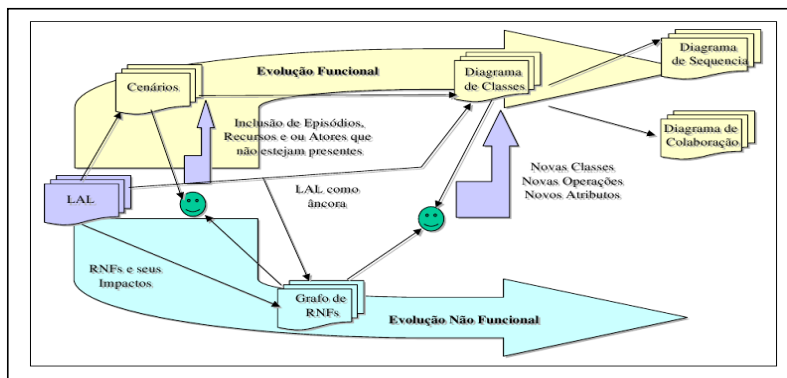 Diagrama
de Sequencia
Evolução Funcional
Diagrama
de Classes
Cenários
Inclusão de Episódios,
Recursos e ou Atores que
não estejam presentes
Diagrama de
Colaboração
Novas Classes
Novas Operações
Novos Atributos
LAL
LAL como
âncora
RNFs e seus
Impactos
Grafo de
RNFs
Evolução Não Funcional